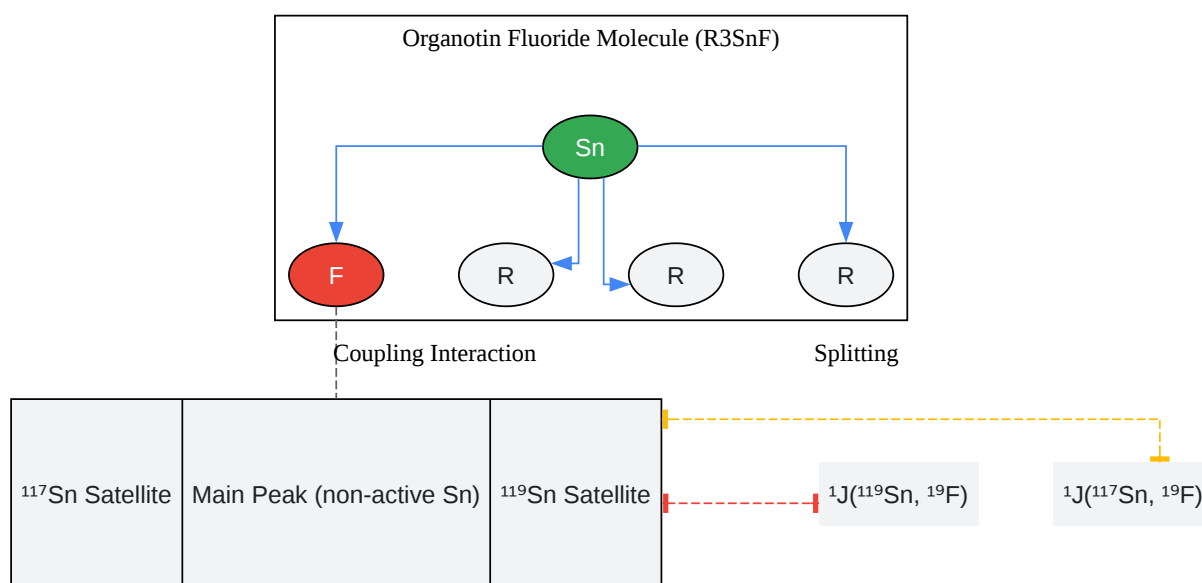 Organotin Fluoride Molecule (R3SnF)
Sn
F
R
R
R
Coupling Interaction
Splitting
¹¹⁷Sn Satellite
Main Peak (non-active Sn)
¹¹⁹Sn Satellite
¹J(¹¹⁹Sn, ¹⁹F)
¹J(¹¹⁷Sn, ¹⁹F)